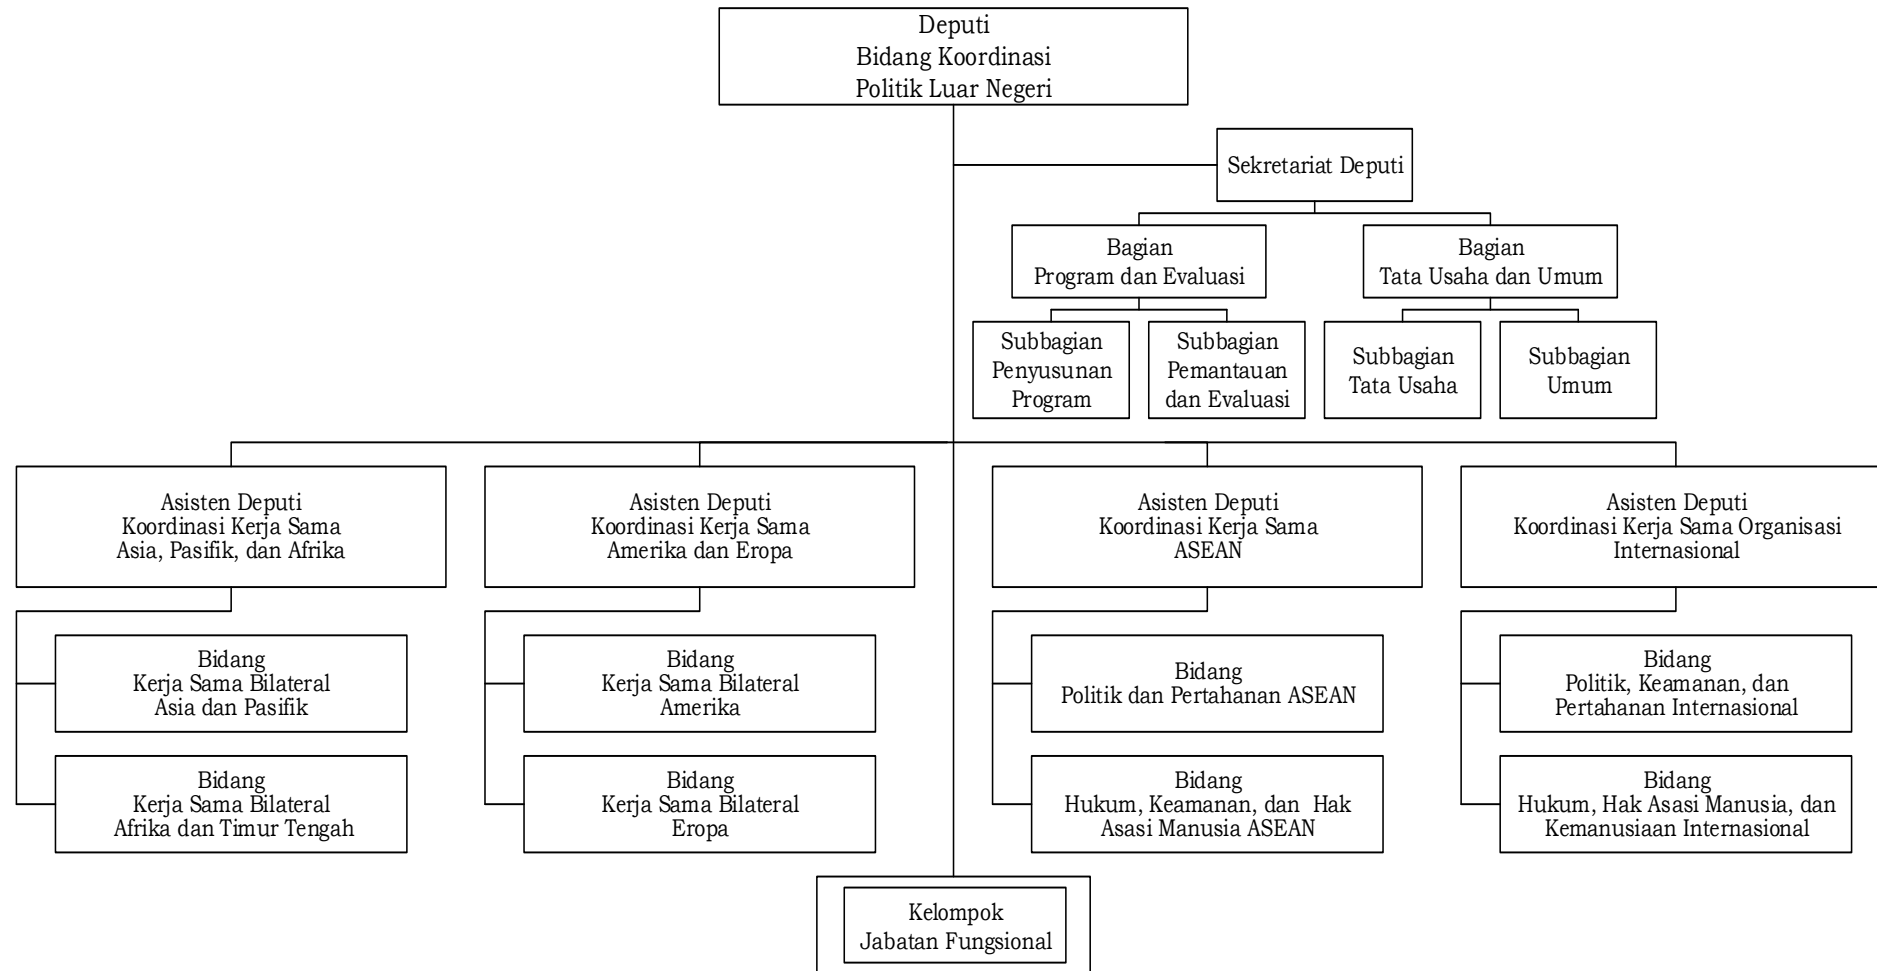 Deputi
Bidang Koordinasi
Politik Luar Negeri
Sekretariat Deputi
Bagian
Program dan Evaluasi
Bagian
Tata Usaha dan Umum
Subbagian
Penyusunan
Program
Subbagian
Pemantauan
dan Evaluasi
Subbagian
Tata Usaha
Subbagian
Umum
Asisten Deputi
Koordinasi Kerja Sama
Asia, Pasifik, dan Afrika
Asisten Deputi
Koordinasi Kerja Sama
Amerika dan Eropa
Asisten Deputi
Koordinasi Kerja Sama
ASEAN
Asisten Deputi
Koordinasi Kerja Sama Organisasi
Internasional
Bidang
Kerja Sama Bilateral
Asia dan Pasifik
Bidang
Kerja Sama Bilateral
Amerika
Bidang
Politik dan Pertahanan ASEAN
Bidang
Politik, Keamanan, dan
Pertahanan Internasional
Bidang
Kerja Sama Bilateral
Afrika dan Timur Tengah
Bidang
Kerja Sama Bilateral
Eropa
Bidang
Hukum, Keamanan, dan  Hak
Asasi Manusia ASEAN
Bidang
Hukum, Hak Asasi Manusia, dan
Kemanusiaan Internasional
Kelompok
Jabatan Fungsional